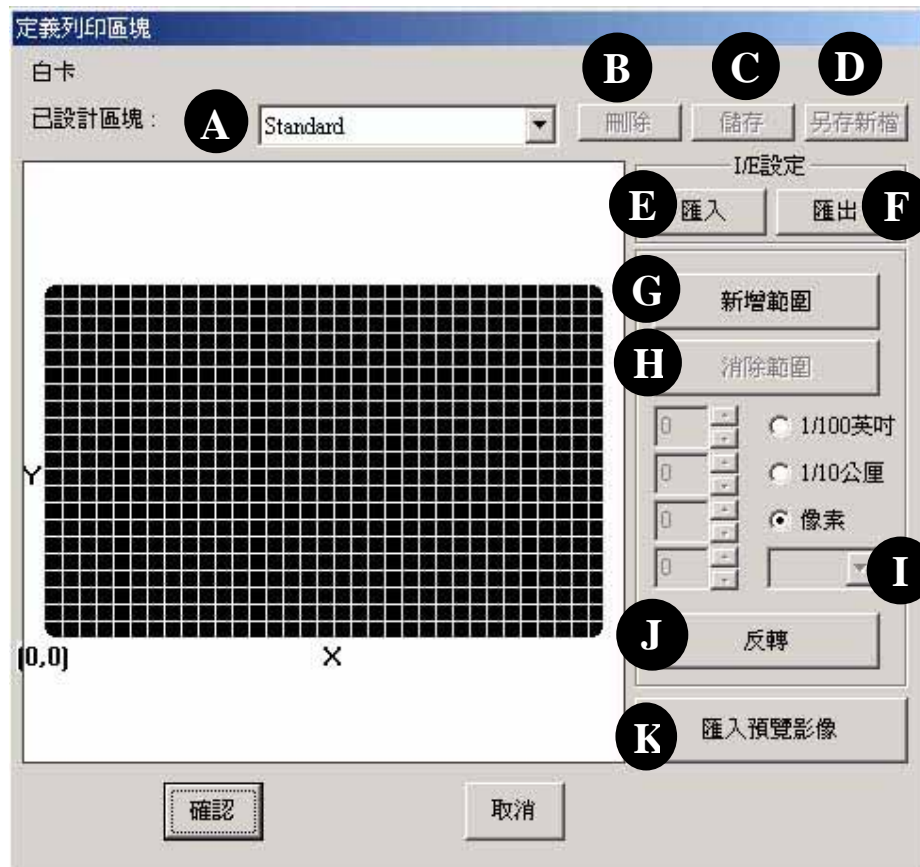 定義列印區塊
白卡
B C D
已設計區塊： A Standard 刪除 儲存 另存新檔
I/E設定
E 匯入 匯出 F
G 新增範圍
H 消除範圍
0 1/100英吋
0 1/10公厘
Y
0 像素
0 I
J 反轉
(0,0) X
K 匯入預覽影像
確認 取消